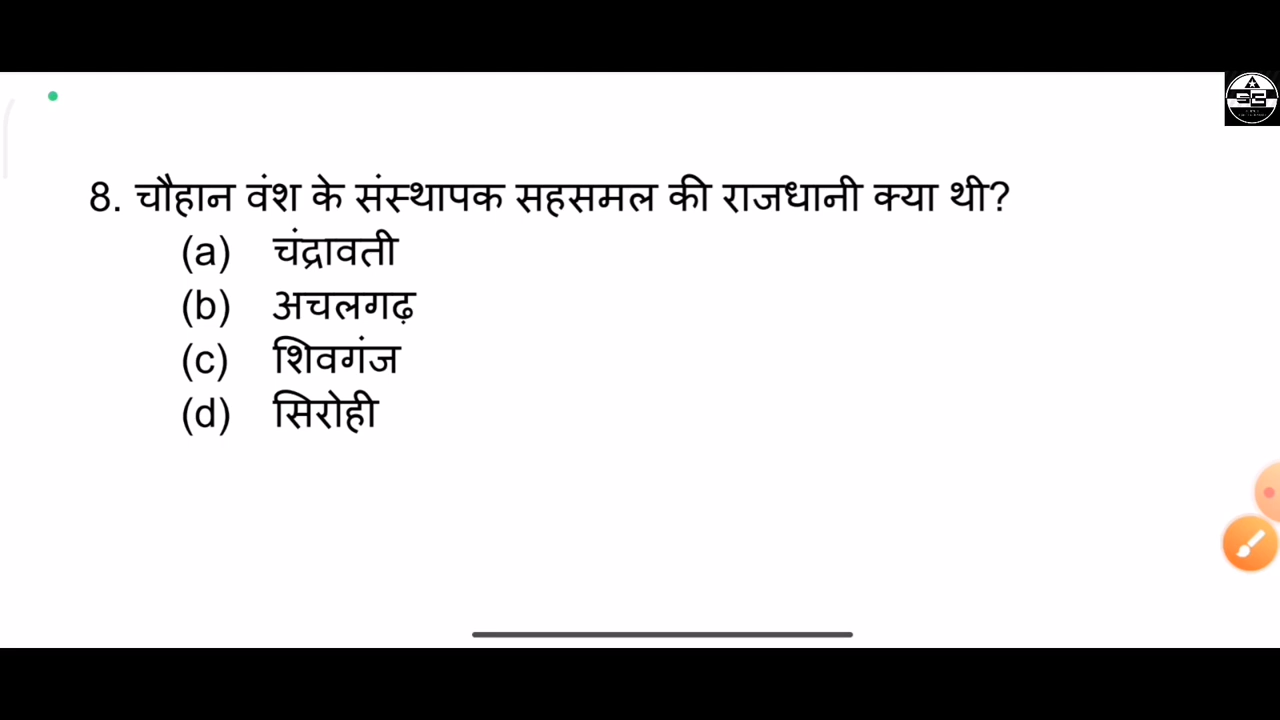 8. चौहान वंश के संस्थापक सहसमल की राजधानी क्या थी?
(a) चंद्रावती
(b) अचलगढ़
(c) शिवगंज
(d) सिरोही